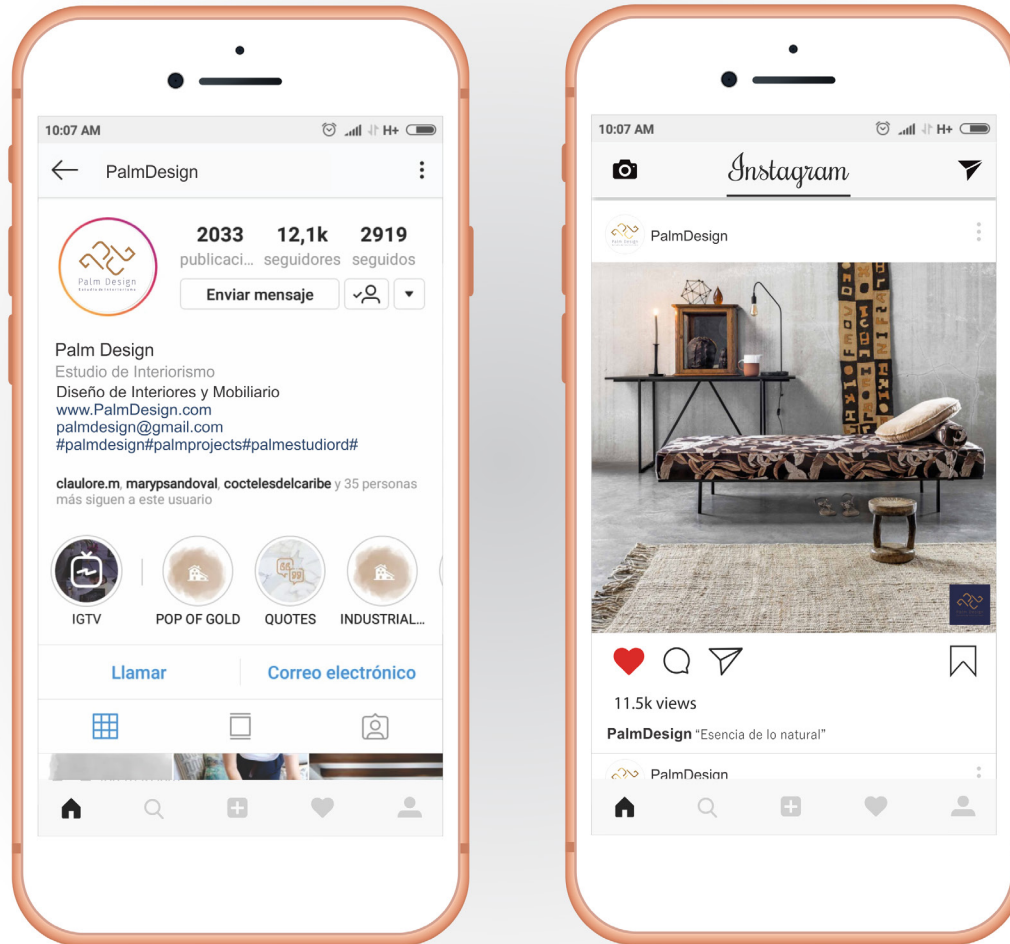 10:07 AM
H+
PalmDesign
2033 12,1k 2919
publicaci... seguidores seguidos
Palm Design
Estudio de Interiorismo
Enviar mensaje
Palm Design
Estudio de Interiorismo
Diseño de Interiores y Mobiliario
www.PalmDesign.com
palmdesign@gmail.com
#palmdesign#palmprojects#palmestudiord#
claulore.m, marypsandoval, coctelesdelcaribe y 35 personas
más siguen a este usuario
IGTV POP OF GOLD QUOTES INDUSTRIAL...
Llamar Correo electrónico
10:07 AM
H+
Instagram
Palm Design
PalmDesign
11.5k views
PalmDesign “Esencia de lo natural”
PalmDesign